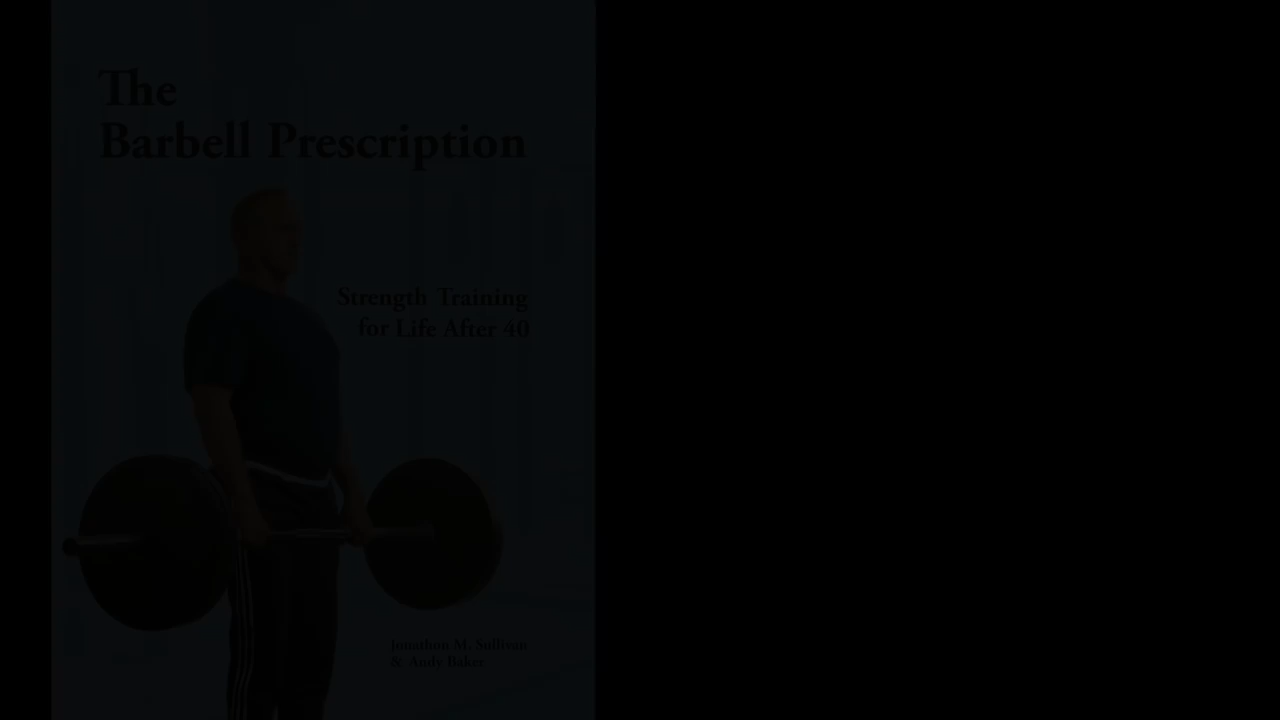 The
Barbell Prescription
Strength Training
for Life After 40
Jonathon M. Sullivan
& Andy Baker